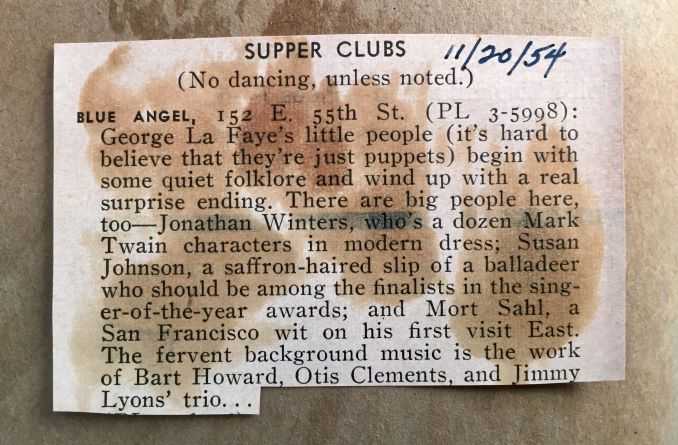 SUPPER CLUBS 11/20/54
(No dancing, unless noted.)
BLUE ANGEL, 152 E. 55th St. (PL 3-5998):
George La Faye's little people (it's hard to
believe that they're just puppets) begin with
some quiet folklore and wind up with a real
surprise ending. There are big people here,
too—Jonathan Winters, who's a dozen Mark
Twain characters in modern dress; Susan
Johnson, a saffron-haired slip of a balladeer
who should be among the finalists in the sing-
er-of-the-year awards; and Mort Sahl, a
San Francisco wit on his first visit East.
The fervent background music is the work
of Bart Howard, Otis Clements, and Jimmy
Lyons' trio...